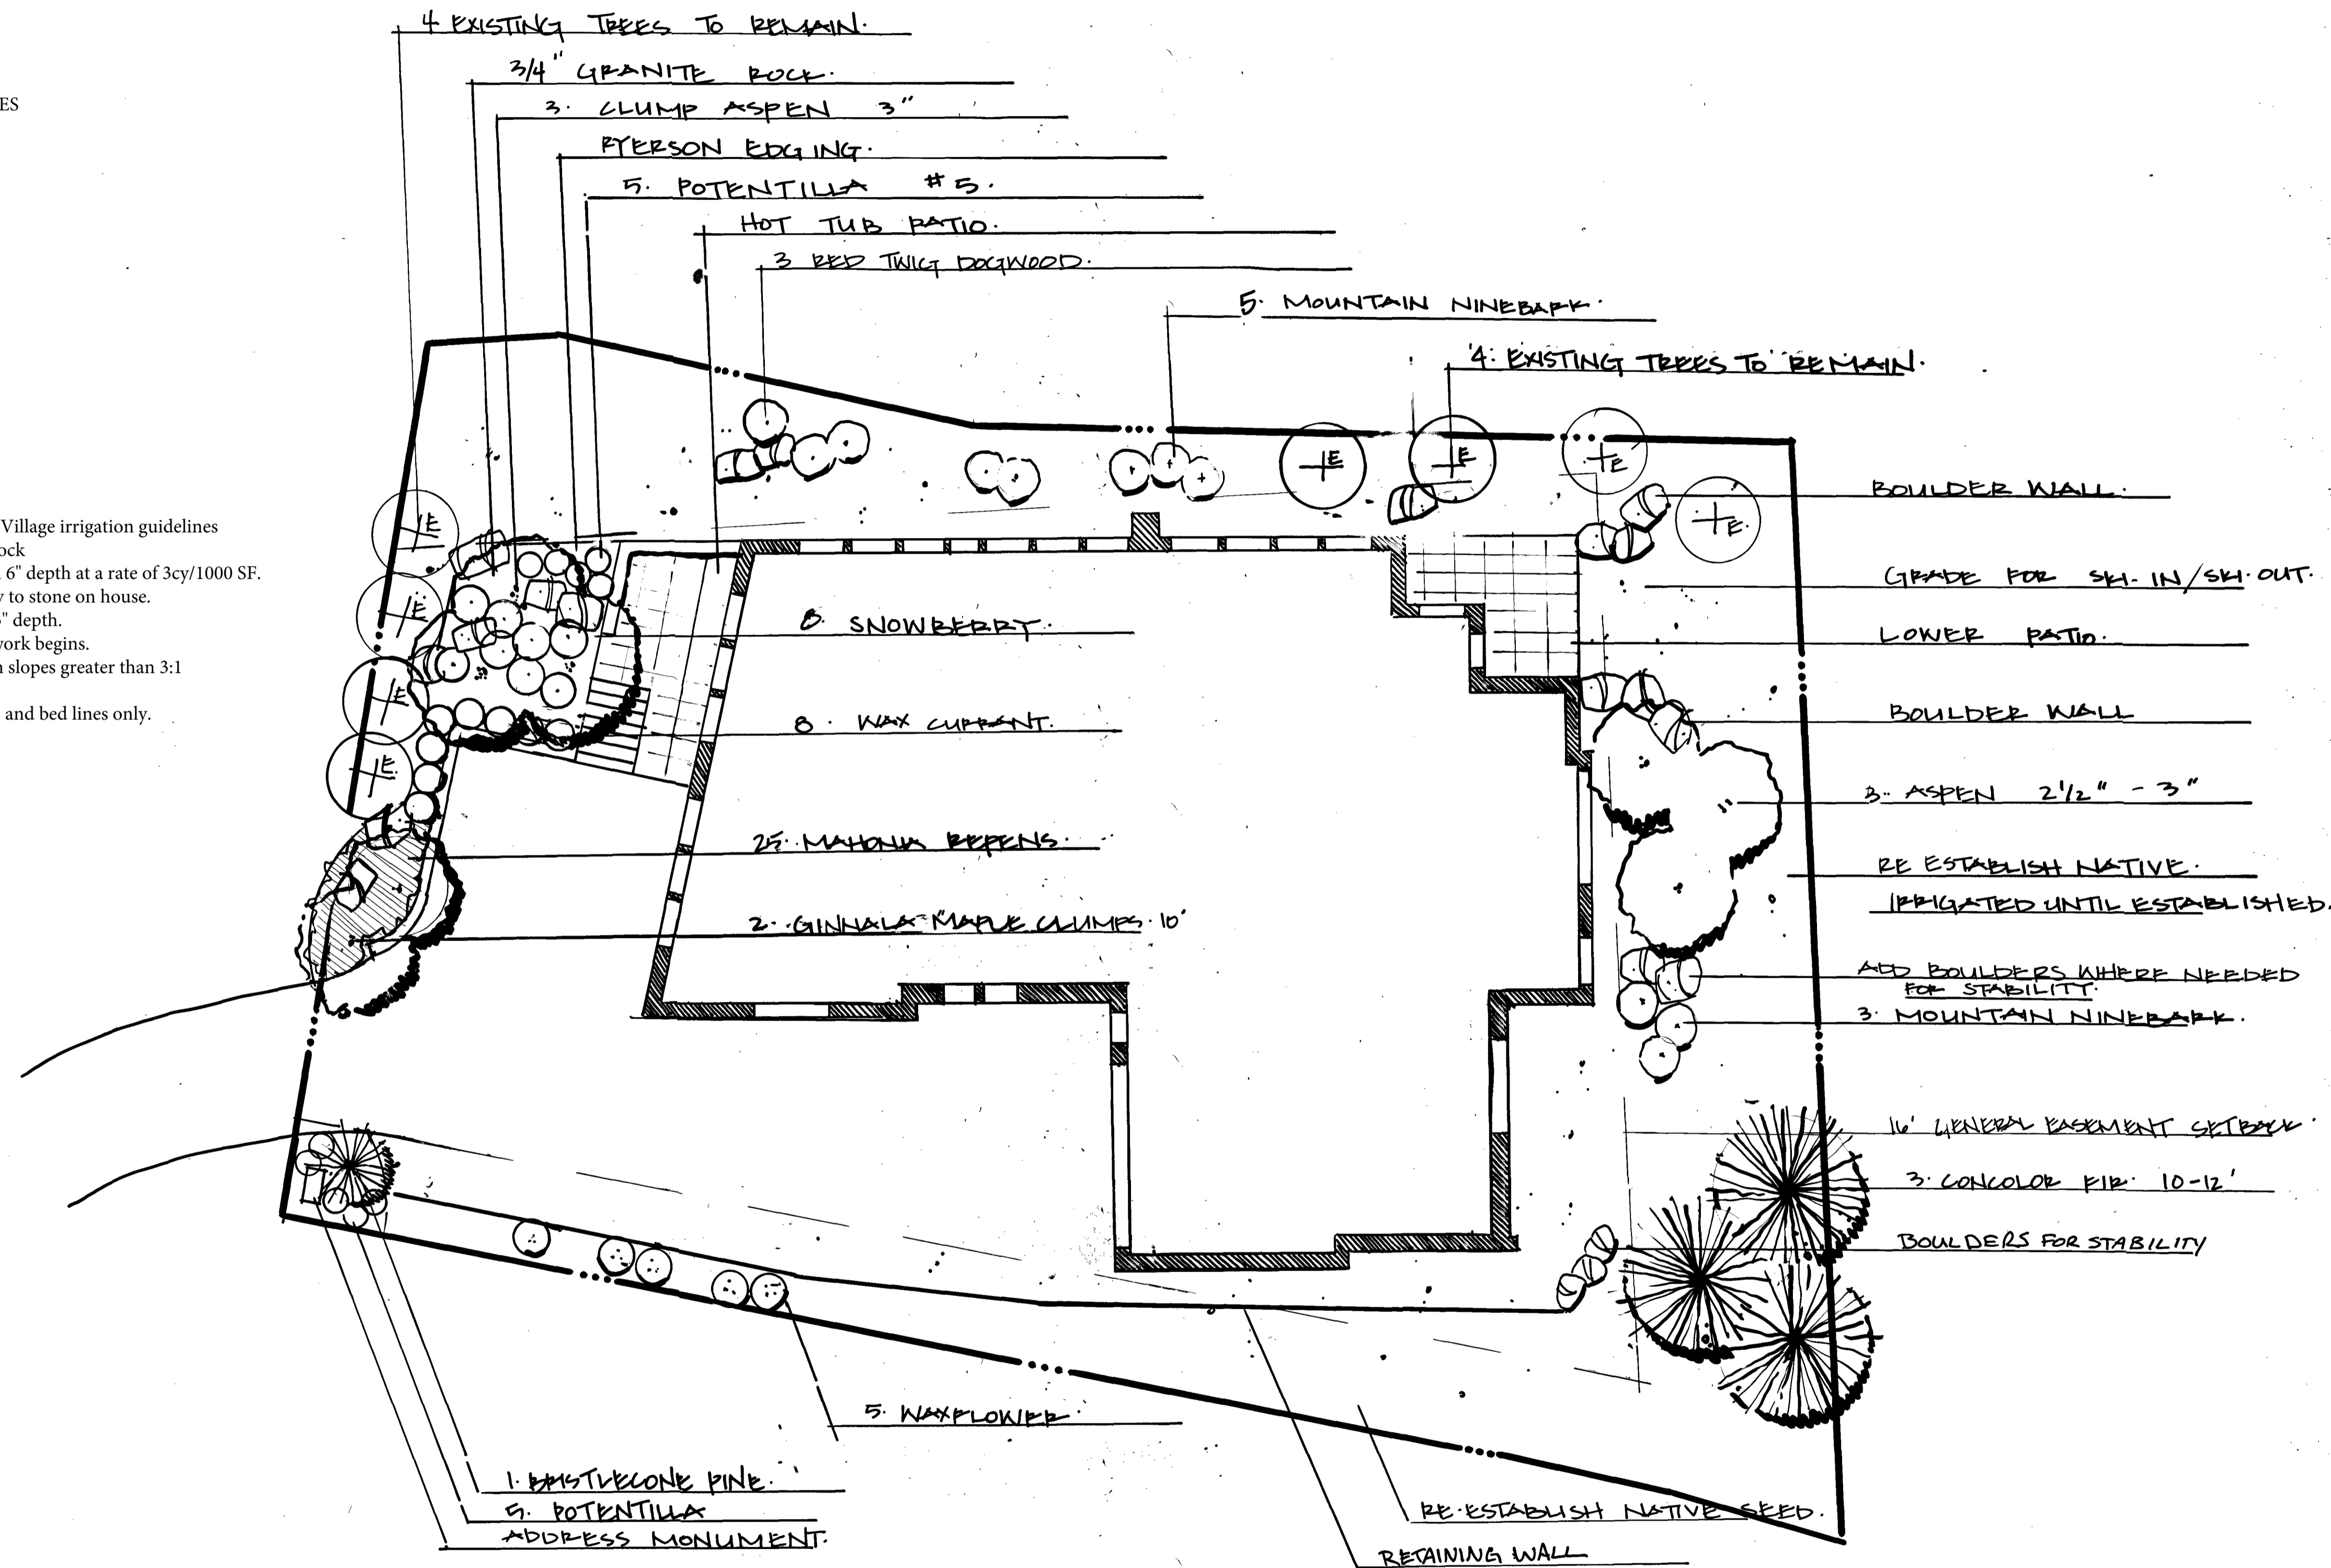 4 EXISTING TREES TO REMAIN.
3/4" GRANITE ROCK.
3. CLUMP ASPEN 3"
RYERSON EDGING.
5. POTENTILLA #5.
HOT TUB PATIO.
3 RED TWIG DOGWOOD.
5. MOUNTAIN NINEBARK.
4. EXISTING TREES TO REMAIN.
ES
Village irrigation guidelines
ock
6" depth at a rate of 3cy/1000 SF.
to stone on house.
" depth.
work begins.
slopes greater than 3:1
and bed lines only.
E
E
E
E
E
E
E
E
BOULDER WALL.
GRADE FOR SKI-IN/SKI-OUT.
LOWER PATIO.
BOULDER WALL
3. ASPEN 2 1/2" - 3"
RE ESTABLISH NATIVE.
IRRIGATED UNTIL ESTABLISHED.
ADD BOULDERS WHERE NEEDED
FOR STABILITY.
3. MOUNTAIN NINEBARK.
16' GENERAL EASEMENT SETBACK.
3. CONCOLOR FIR. 10-12'
BOULDERS FOR STABILITY
8. SNOWBERRY.
8. WAX CURRANT.
25. MAHONIA REPENS.
2. GINNALA MAPLE CLUMPS. 10'
5. WAXFLOWER.
1. BRISTLECONE PINE.
5. POTENTILLA
ADDRESS MONUMENT.
RE-ESTABLISH NATIVE SEED.
RETAINING WALL